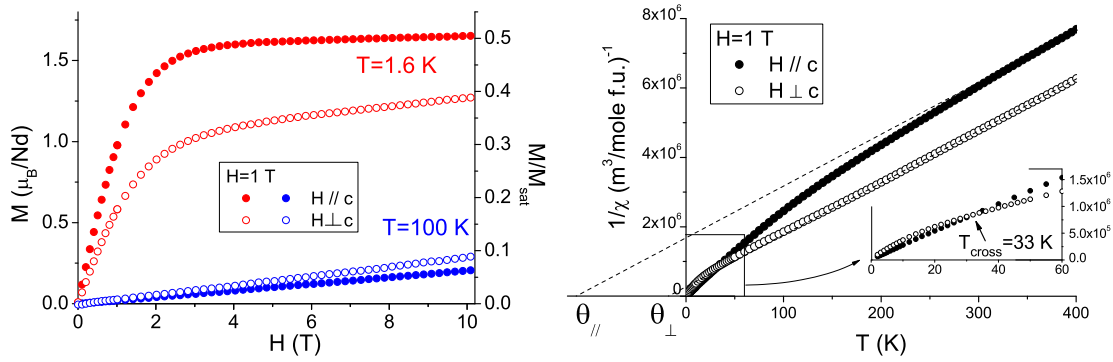 M (μB/Nd)
1.5
1.0
0.5
0.0
T=1.6 K
H=1 T
H // c
H⊥c
T=100 K
0.5
0.4
0.3
0.2
0.1
0.0
M/Msat
0 2 4 6 8 10
H (T)
1/χ (m³/mole f.u.)⁻¹
8x10⁶
6x10⁶
4x10⁶
2x10⁶
0
H=1 T
H // c
H ⊥ c
1.5x10⁶
1.0x10⁶
5.0x10⁵
0.0
Tcross=33 K
0 10 20 30 40 50 60
θ// θ⊥ 0 100 200 300 400
T (K)